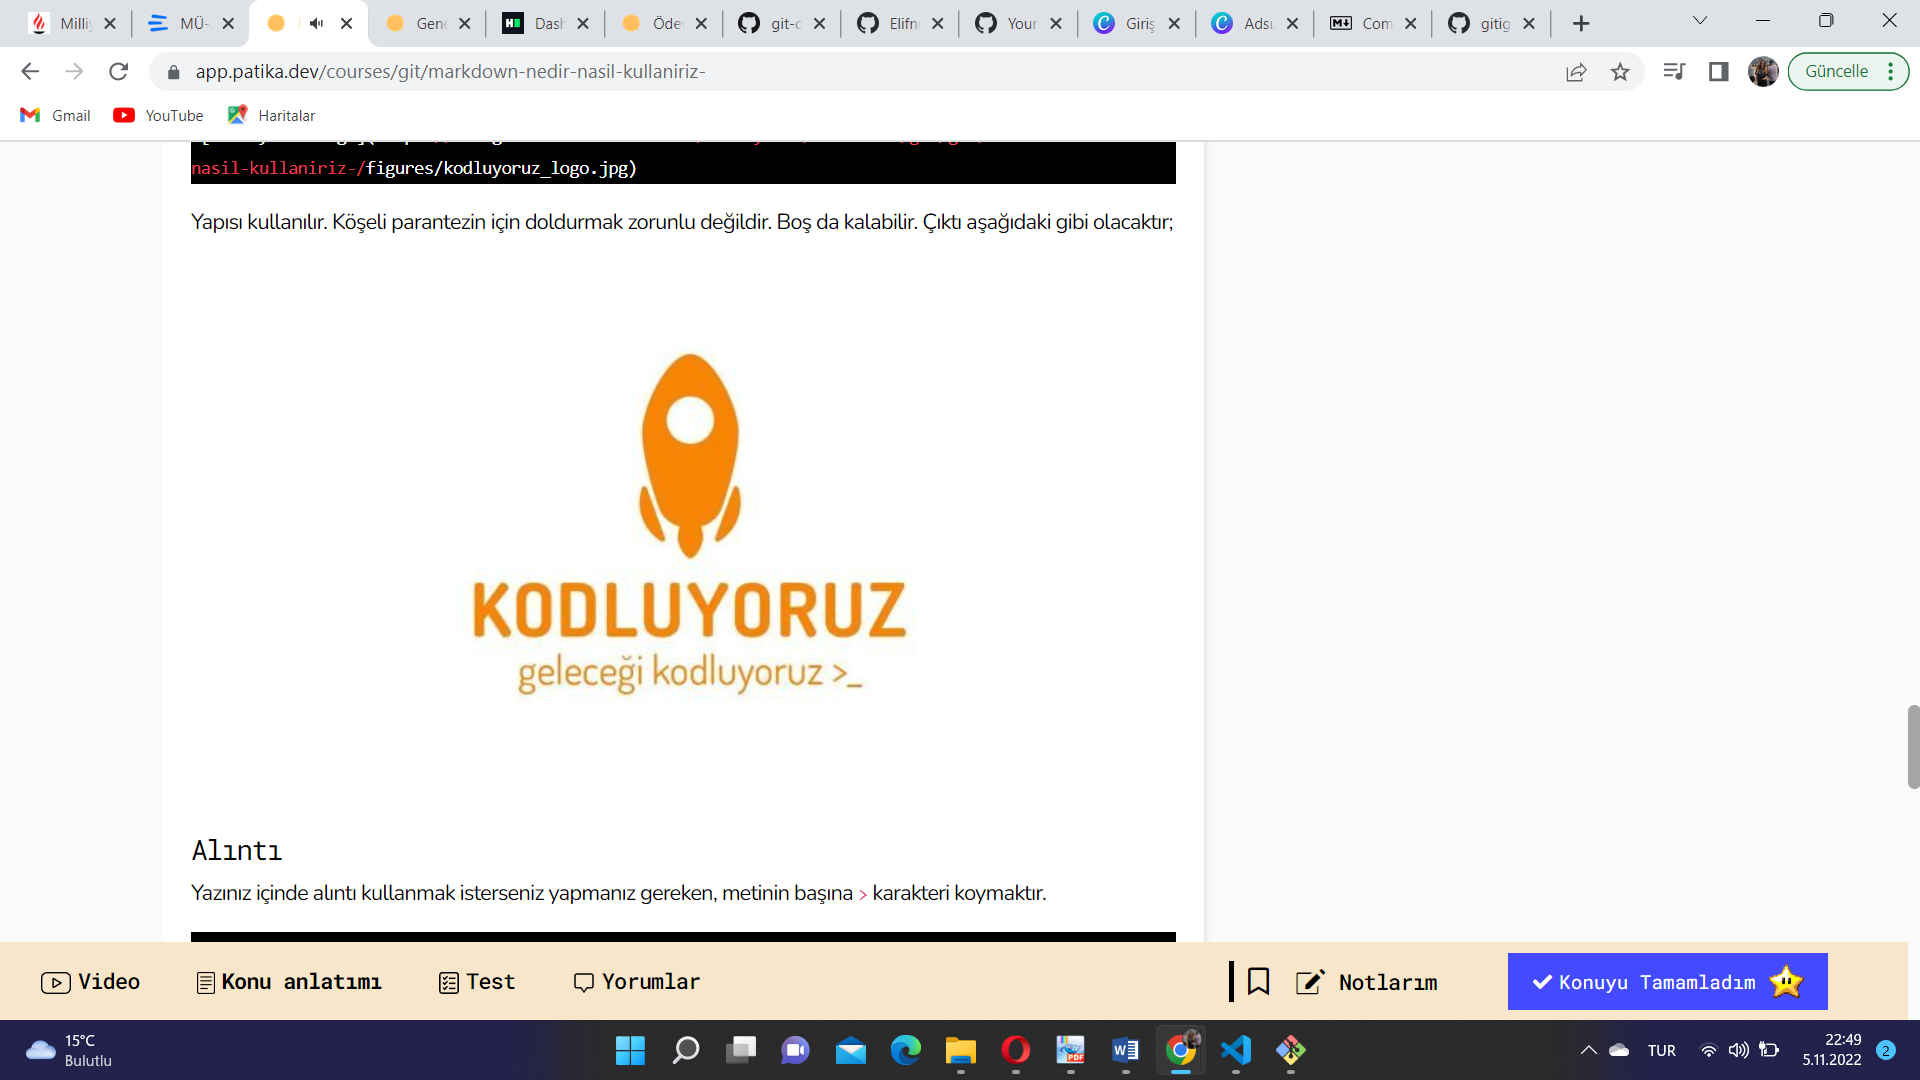 Milliy
MÜ-
Gene
Dash
Öde
git-c
Elifn
Your
Giriş
Adsı
Com
gitig
app.patika.dev/courses/git/markdown-nedir-nasil-kullaniriz-
Güncelle
Gmail
YouTube
Haritalar
nasil-kullaniriz-/figures/kodluyoruz_logo.jpg)
Yapısı kullanılır. Köşeli parantezin için doldurmak zorunlu değildir. Boş da kalabilir. Çıktı aşağıdaki gibi olacaktır;
KODLUYORUZ
geleceği kodluyoruz >_
Alıntı
Yazınız içinde alıntı kullanmak isterseniz yapmanız gereken, metinin başına > karakteri koymaktır.
Video
Konu anlatımı
Test
Yorumlar
Notlarım
Konuyu Tamamladım
15°C
Bulutlu
TUR
22:49
5.11.2022
2